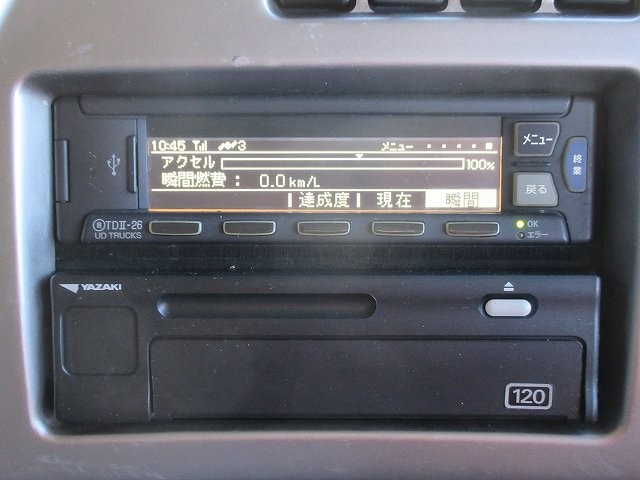 10:45 3 メニュー
アクセル 100%
瞬間燃費 : 0.0km/L
達成度 現在 瞬間
メニュー
戻る
終業
ⓇTDⅡ-26
UD TRUCKS
OK
エラー
YAZAKI
120